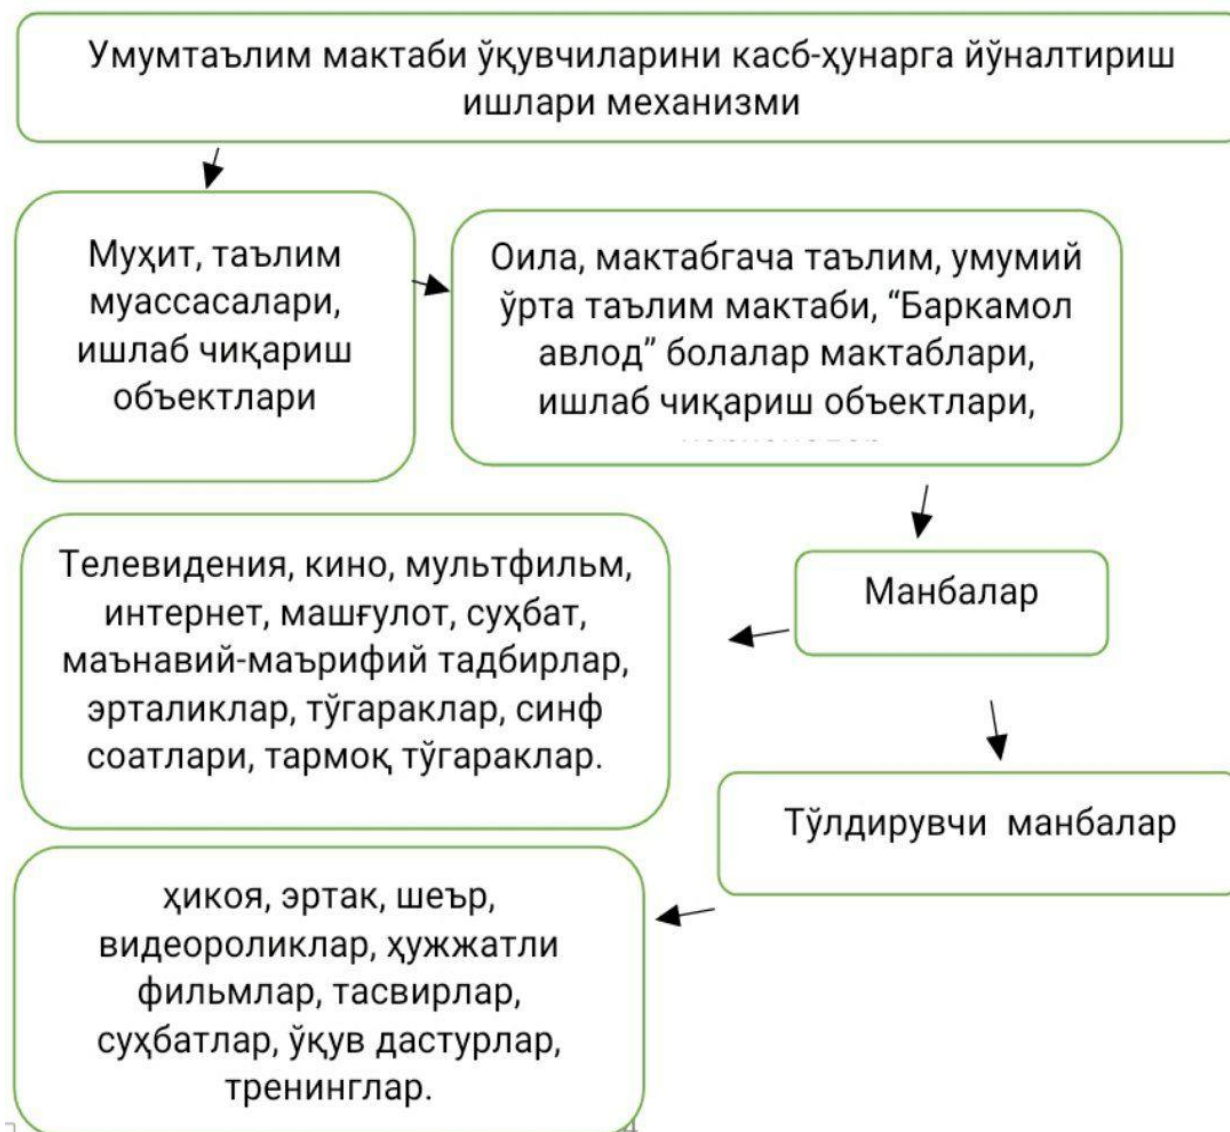 Умумтаълим мактаби ўқувчиларини касб-ҳунарга йўналтириш
ишлари механизми
Муҳит, таълим
муассасалари,
ишлаб чиқариш
объектлари
Оила, мактабгача таълим, умумий
ўрта таълим мактаби, “Баркамол
авлод” болалар мактаблари,
ишлаб чиқариш объектлари,
Манбалар
Телевидения, кино, мультфильм,
интернет, машғулот, суҳбат,
маънавий-маърифий тадбирлар,
эрталиклар, тўгараклар, синф
соатлари, тармоқ тўгараклар.
Тўлдирувчи манбалар
ҳикоя, эртак, шеър,
видеороликлар, ҳужжатли
фильмлар, тасвирлар,
суҳбатлар, ўқув дастурлар,
тренинглар.